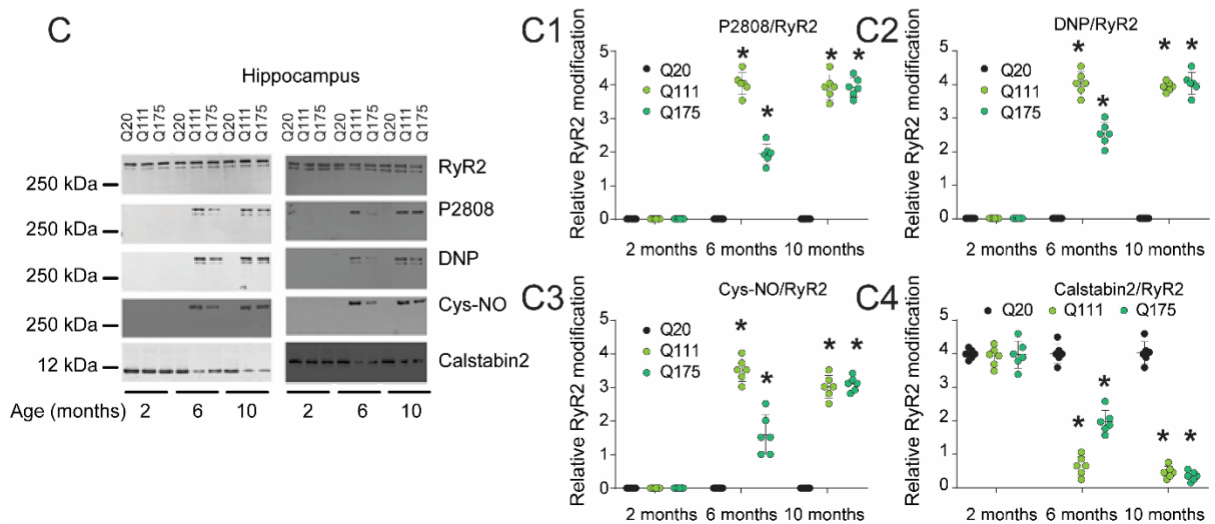 C
Hippocampus
Q20
Q111
Q175
Q20
Q111
Q175
Q20
Q111
Q175
Q20
Q111
Q175
Q20
Q111
Q175
Q20
Q111
Q175
250 kDa
250 kDa
250 kDa
250 kDa
12 kDa
RyR2
P2808
DNP
Cys-NO
Calstabin2
Age (months) 2 6 10 2 6 10
C1
P2808/RyR2
Relative RyR2 modification
5
4
3
2
1
0
Q20
Q111
Q175
* * * *
2 months 6 months 10 months
C2
DNP/RyR2
Relative RyR2 modification
5
4
3
2
1
0
Q20
Q111
Q175
* * * *
2 months 6 months 10 months
C3
Cys-NO/RyR2
Relative RyR2 modification
5
4
3
2
1
0
Q20
Q111
Q175
* * * *
2 months 6 months 10 months
C4
Calstabin2/RyR2
Q20 Q111 Q175
Relative RyR2 modification
5
4
3
2
1
0
* * * *
2 months 6 months 10 months